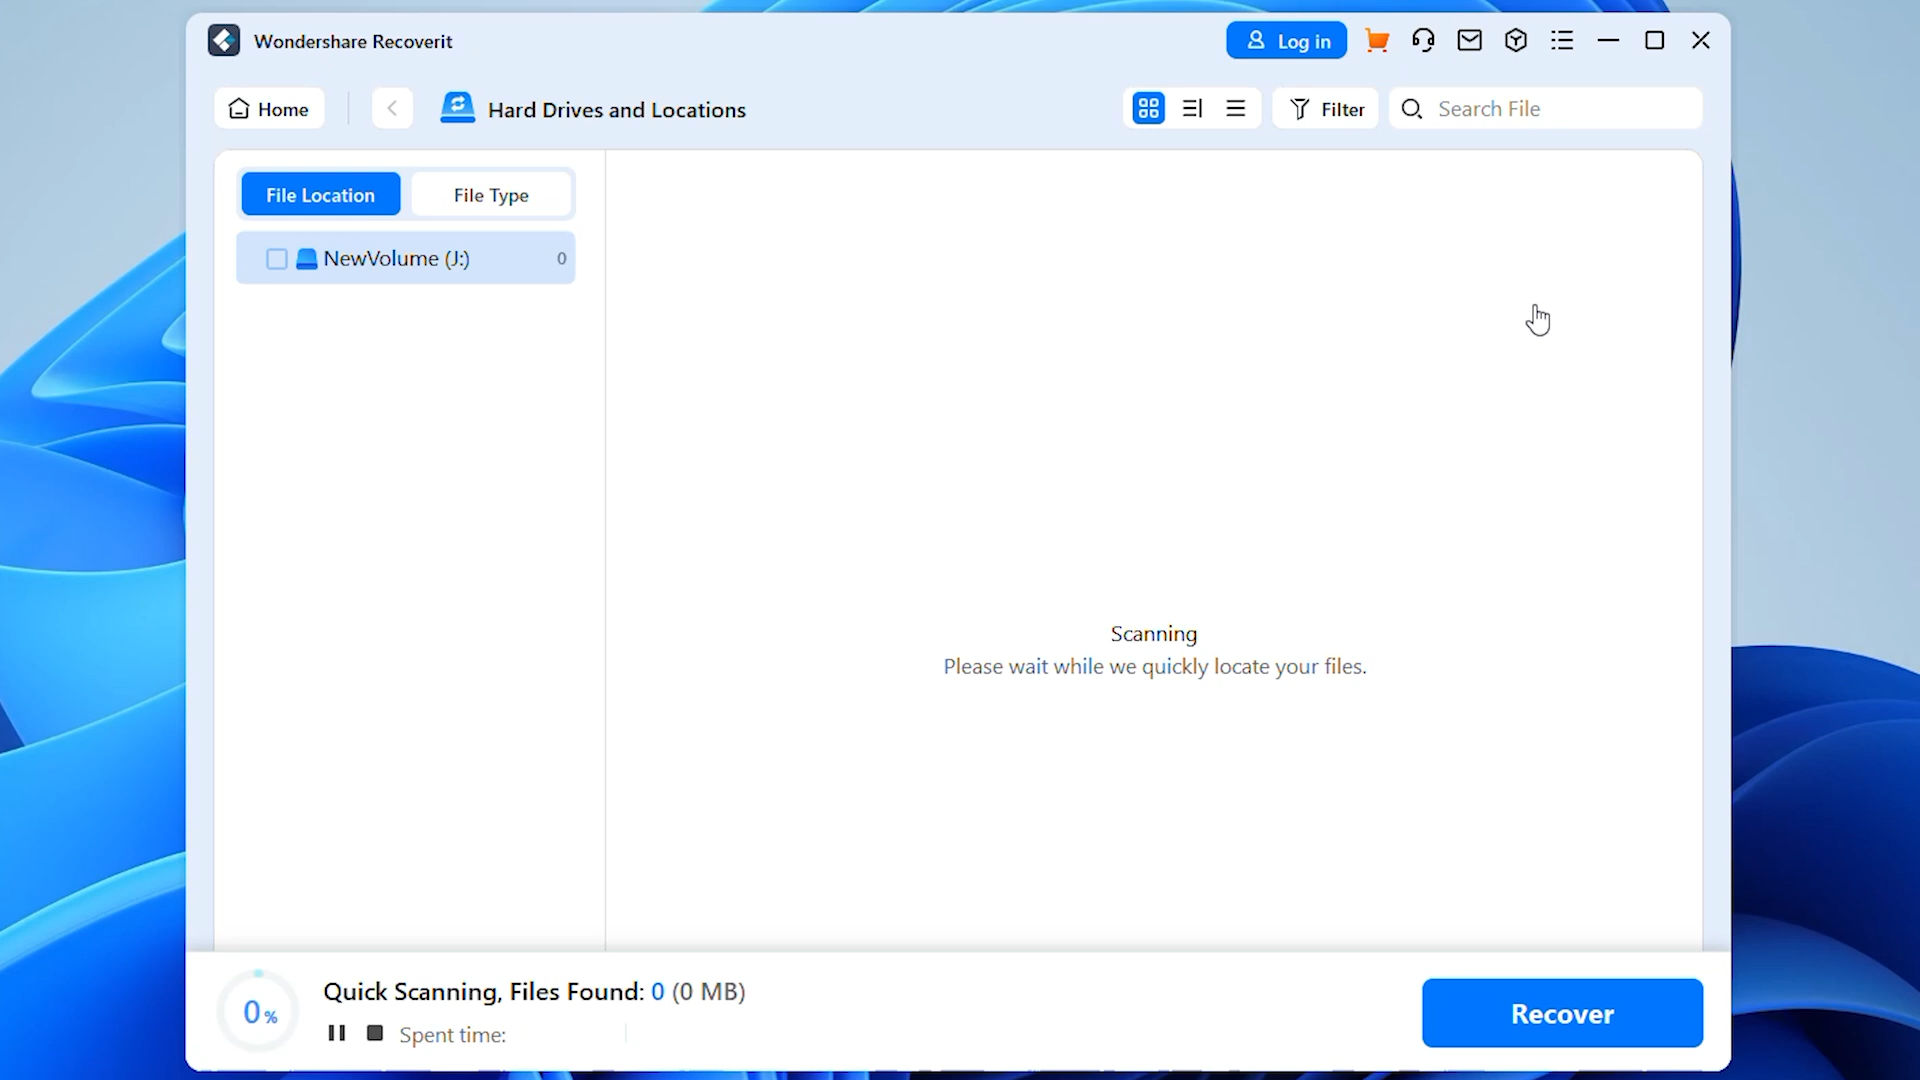 Wondershare Recoverit
Log in
Home
Hard Drives and Locations
Filter
Search File
File Location
File Type
NewVolume (J:)
0
Scanning
Please wait while we quickly locate your files.
0%
Quick Scanning, Files Found: 0 (0 MB)
Spent time:
Recover